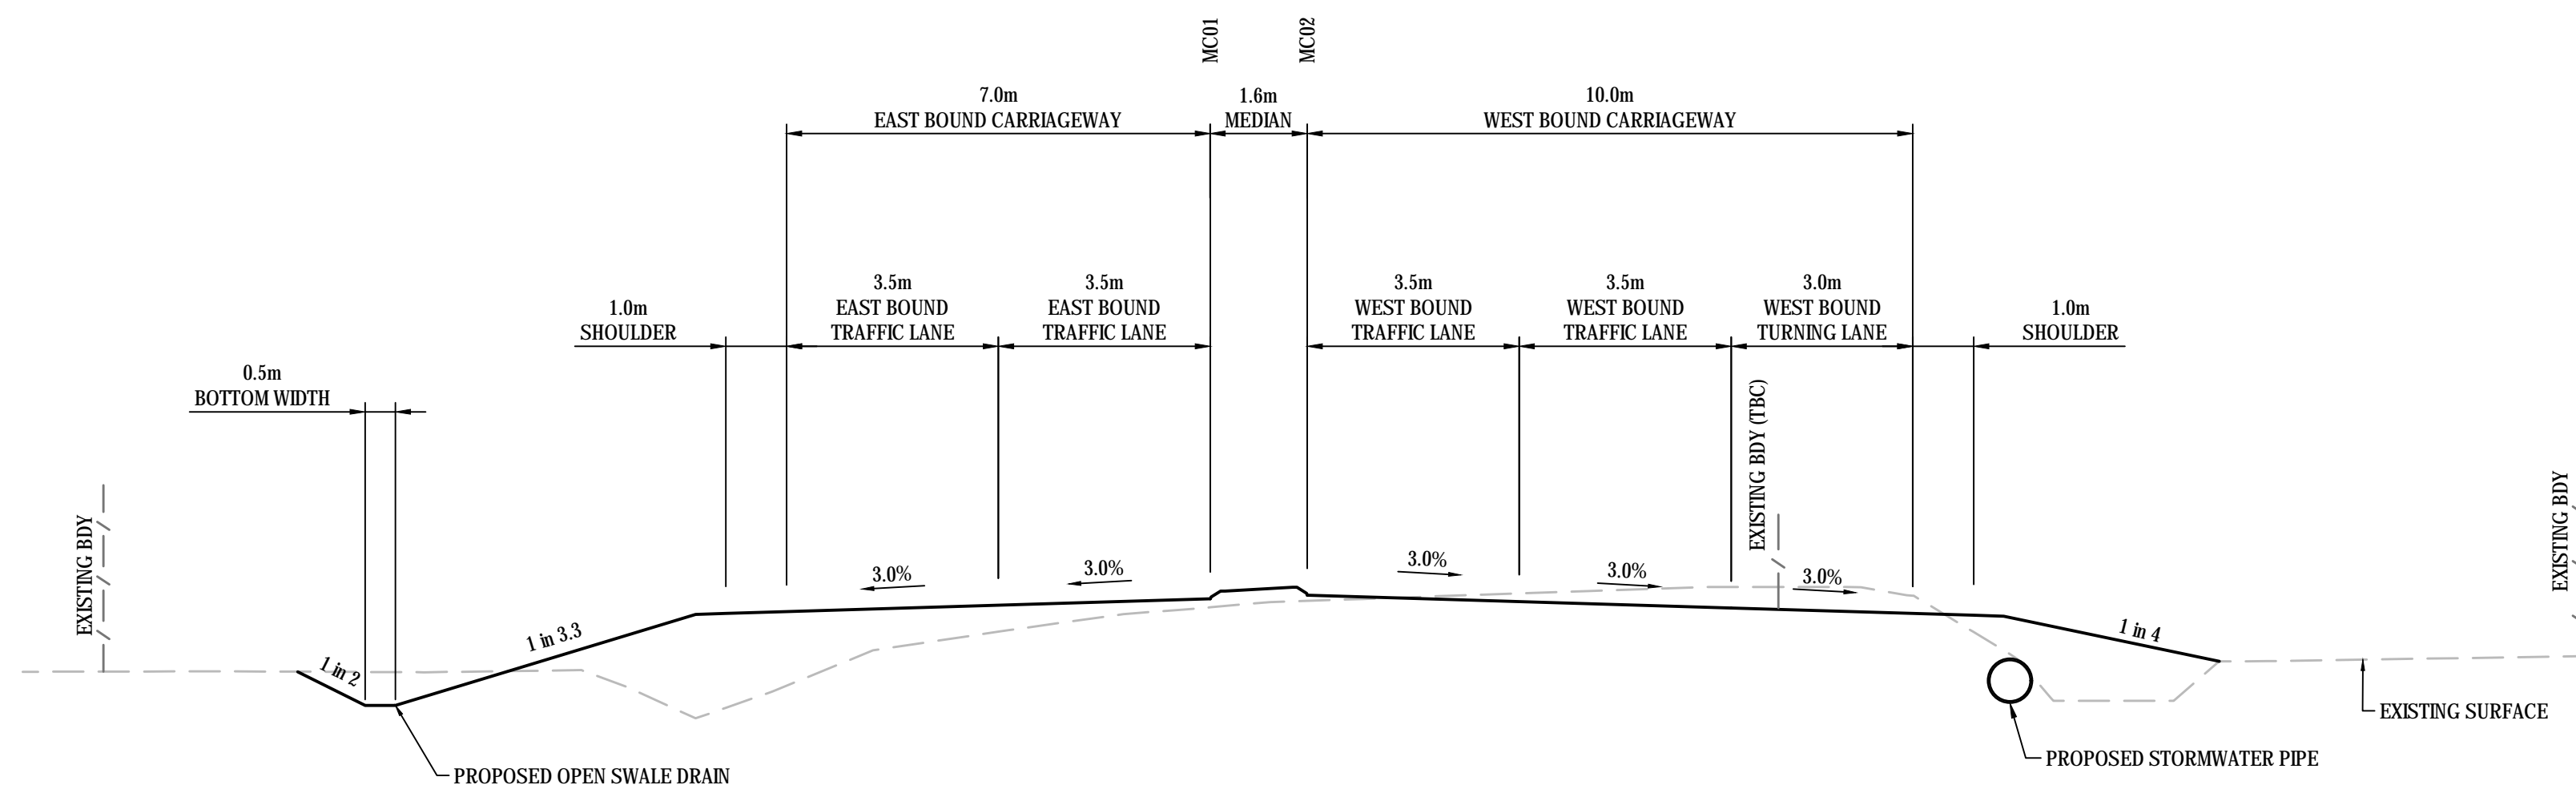 MC01
MC02
7.0m
EAST BOUND CARRIAGEWAY
1.6m
MEDIAN
10.0m
WEST BOUND CARRIAGEWAY
1.0m
SHOULDER
3.5m
EAST BOUND
TRAFFIC LANE
3.5m
EAST BOUND
TRAFFIC LANE
3.5m
WEST BOUND
TRAFFIC LANE
3.5m
WEST BOUND
TRAFFIC LANE
3.0m
WEST BOUND
TURNING LANE
1.0m
SHOULDER
0.5m
BOTTOM WIDTH
EXISTING BDY
EXISTING BDY (TBC)
EXISTING BDY
3.0%
3.0%
3.0%
3.0%
3.0%
1 in 2
1 in 3.3
1 in 4
EXISTING SURFACE
PROPOSED STORMWATER PIPE
PROPOSED OPEN SWALE DRAIN